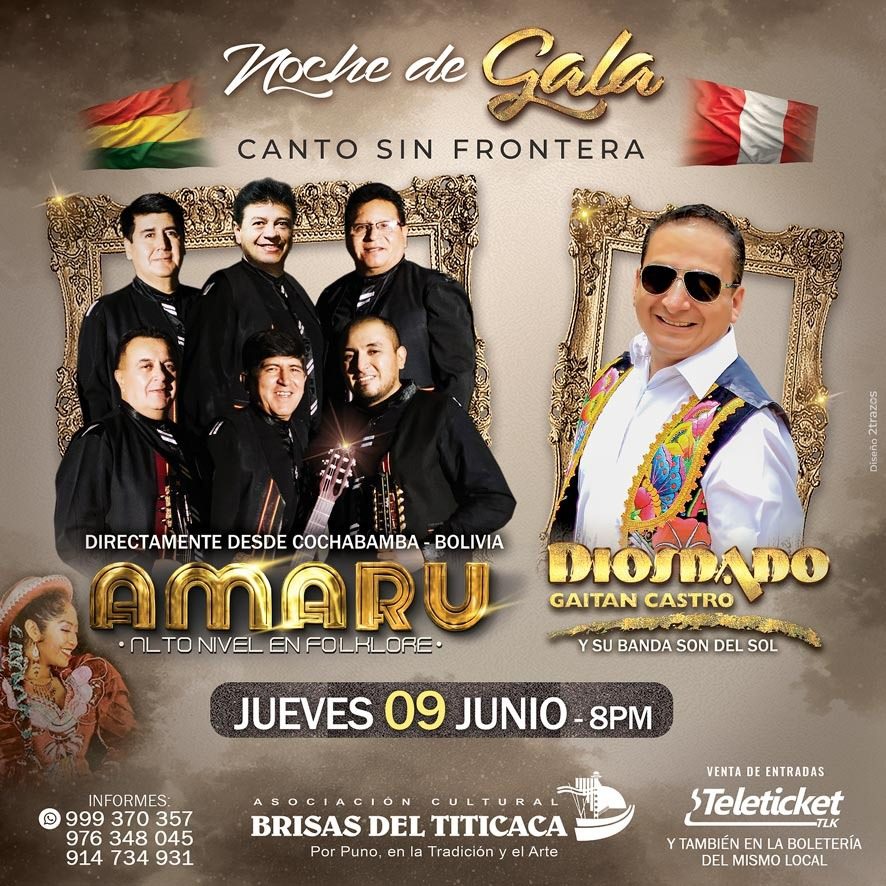 Noche de Gala
CANTO SIN FRONTERA
DIRECTAMENTE DESDE COCHABAMBA - BOLIVIA
AMARU
• ALTO NIVEL EN FOLKLORE •
DIOSDADO
GAITAN CASTRO
Y SU BANDA SON DEL SOL
JUEVES 09 JUNIO - 8PM
INFORMES:
999 370 357
976 348 045
914 734 931
ASOCIACIÓN CULTURAL
BRISAS DEL TITICACA
Por Puno, en la Tradición y el Arte
VENTA DE ENTRADAS
Teleticket
TLK
Y TAMBIÉN EN LA BOLETERÍA
DEL MISMO LOCAL
Diseño 2trazos